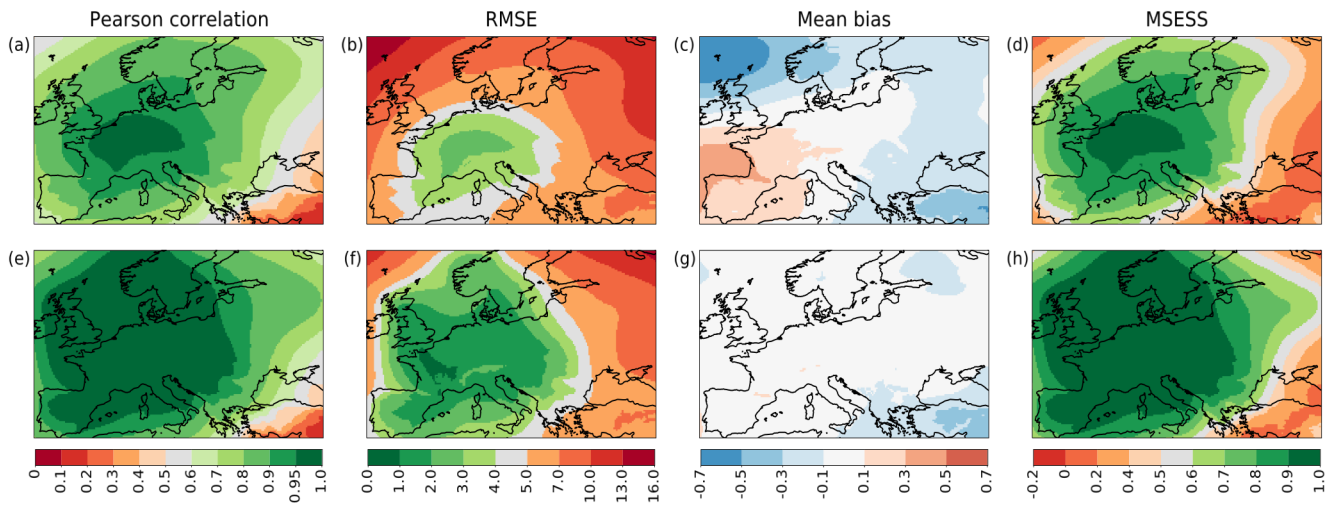 Pearson correlation RMSE Mean bias MSESS
(a) (b) (c) (d)
(e) (f) (g) (h)
0 0.1 0.2 0.3 0.4 0.5 0.6 0.7 0.8 0.9 0.95 1.0
0.0 1.0 2.0 3.0 4.0 5.0 7.0 10.0 13.0 16.0
-0.7 -0.5 -0.3 -0.1 0.1 0.3 0.5 0.7
-0.2 0 0.2 0.4 0.5 0.6 0.7 0.8 0.9 1.0